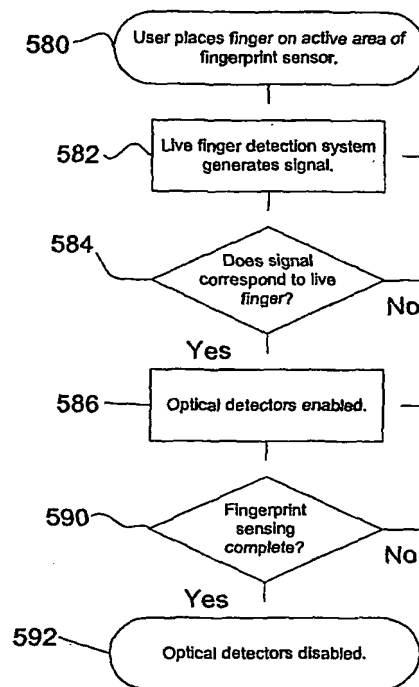 580
User places finger on active area of
fingerprint sensor.
582
Live finger detection system
generates signal.
584
Does signal
correspond to live
finger?
No
Yes
586
Optical detectors enabled.
590
Fingerprint
sensing
complete?
No
Yes
592
Optical detectors disabled.